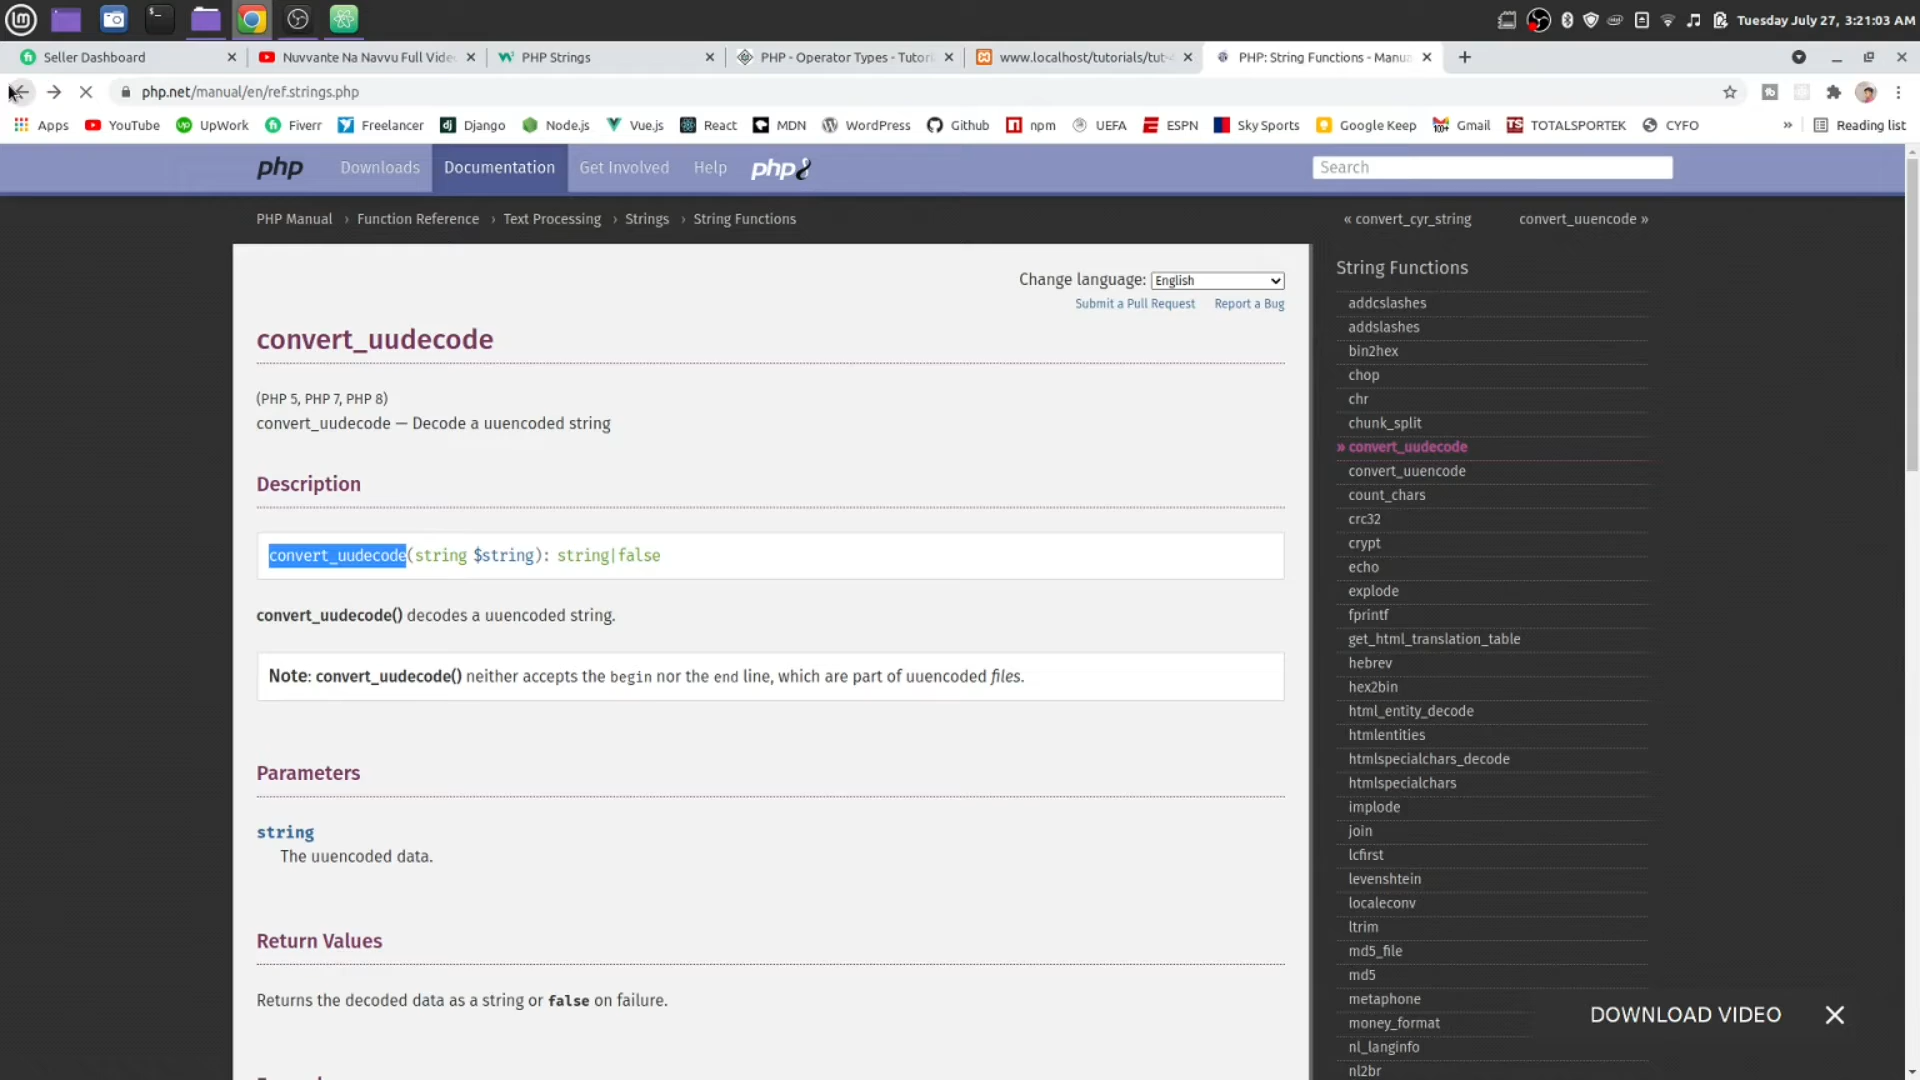 Tuesday July 27, 3:21:03 AM
Seller Dashboard
Nuvvante Na Navvu Full Vide
PHP Strings
PHP - Operator Types - Tutori
www.localhost/tutorials/tut-
PHP: String Functions - Manua
php.net/manual/en/ref.strings.php
Apps YouTube UpWork Fiverr Freelancer Django Node.js Vue.js React MDN WordPress Github npm UEFA ESPN Sky Sports Google Keep Gmail TOTALSPORTEK CYFO » Reading list
php Downloads Documentation Get Involved Help php8 Search
PHP Manual › Function Reference › Text Processing › Strings › String Functions
« convert_cyr_string convert_uuencode »
Change language: English
Submit a Pull Request Report a Bug
convert_uudecode
(PHP 5, PHP 7, PHP 8)
convert_uudecode — Decode a uuencoded string
Description
convert_uudecode(string $string): string|false
convert_uudecode() decodes a uuencoded string.
Note: convert_uudecode() neither accepts the begin nor the end line, which are part of uuencoded files.
Parameters
string
The uuencoded data.
Return Values
Returns the decoded data as a string or false on failure.
String Functions
addcslashes
addslashes
bin2hex
chop
chr
chunk_split
» convert_uudecode
convert_uuencode
count_chars
crc32
crypt
echo
explode
fprintf
get_html_translation_table
hebrev
hex2bin
html_entity_decode
htmlentities
htmlspecialchars_decode
htmlspecialchars
implode
join
lcfirst
levenshtein
localeconv
ltrim
md5_file
md5
metaphone
money_format
nl_langinfo
nl2br
DOWNLOAD VIDEO